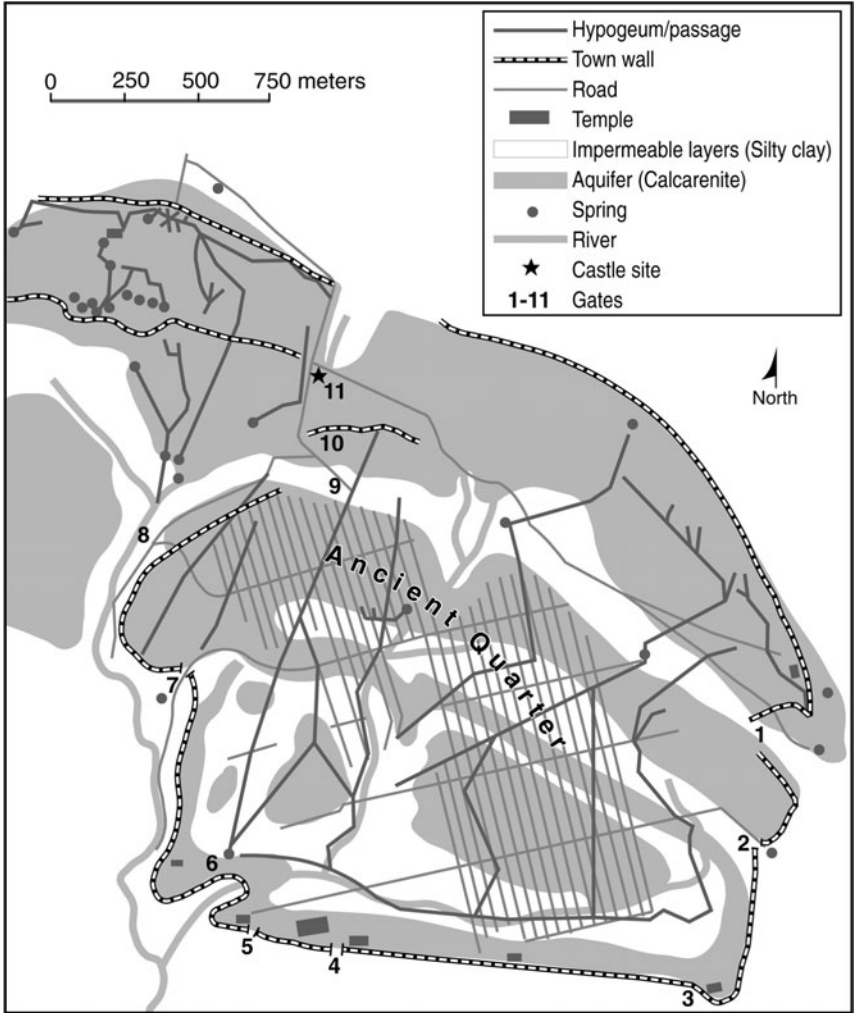 0 250 500 750 meters
Hypogeum/passage
Town wall
Road
Temple
Impermeable layers (Silty clay)
Aquifer (Calcarenite)
Spring
River
Castle site
1-11 Gates
North
11
10
9
8
Ancient Quarter
7
1
2
6
5
4
3